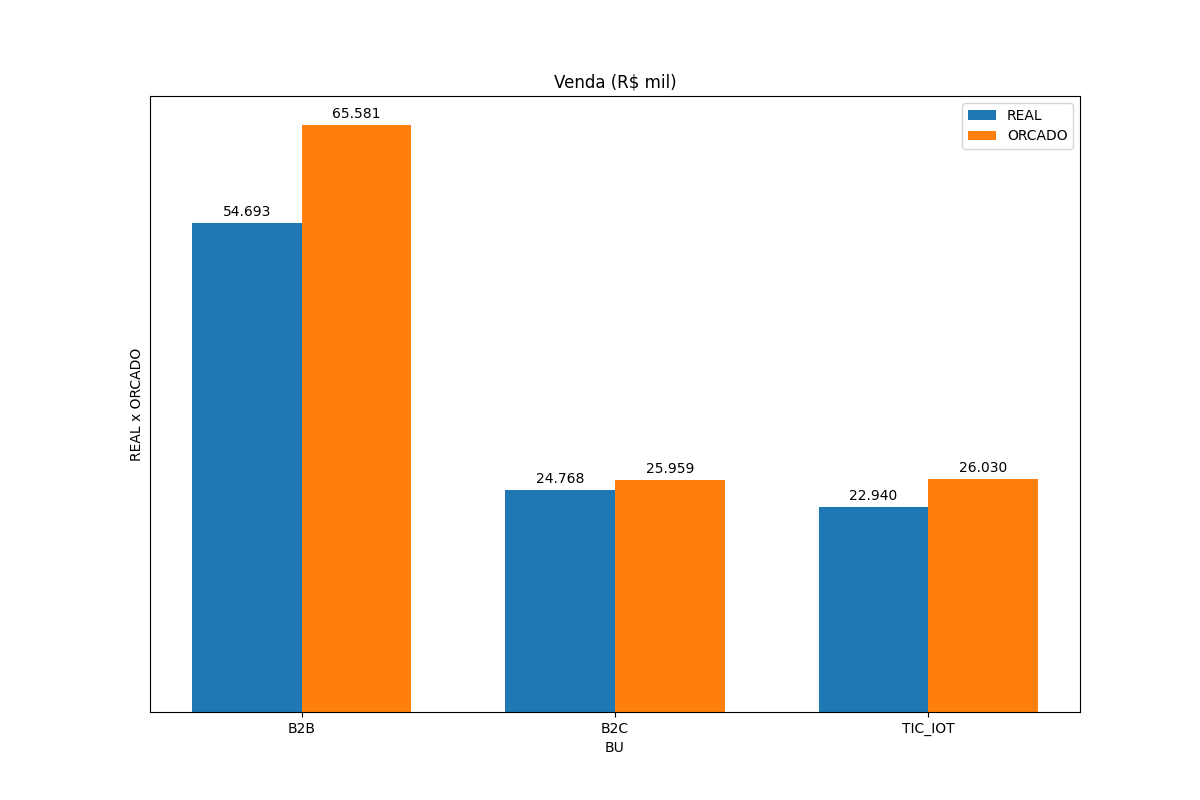 Venda (R$ mil)
REAL
ORCADO
65.581
54.693
24.768
25.959
22.940
26.030
REAL x ORCADO
B2B
B2C
TIC_IOT
BU